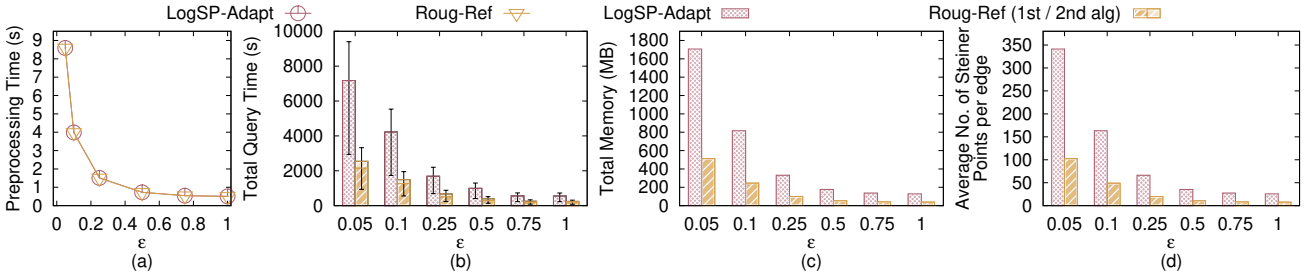 LogSP-Adapt Roug-Ref LogSP-Adapt Roug-Ref (1st / 2nd alg)
Preprocessing Time (s)
9
8
7
6
5
4
3
2
1
0
0 0.2 0.4 0.6 0.8 1
ε
(a)
Total Query Time (s)
10000
8000
6000
4000
2000
0
0.05 0.1 0.25 0.5 0.75 1
ε
(b)
Total Memory (MB)
1800
1600
1400
1200
1000
800
600
400
200
0
0.05 0.1 0.25 0.5 0.75 1
ε
(c)
Average No. of Steiner
Points per edge
350
300
250
200
150
100
50
0
0.05 0.1 0.25 0.5 0.75 1
ε
(d)